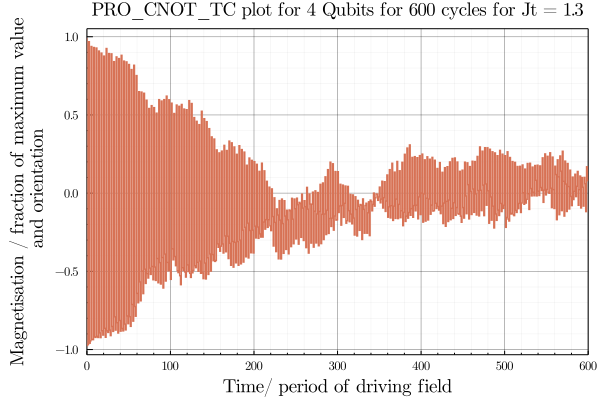 PRO_CNOT_TC plot for 4 Qubits for 600 cycles for Jt = 1.3
Magnetisation / fraction of maximum value
and orientation
1.0
0.5
0.0
−0.5
−1.0
0 100 200 300 400 500 600
Time/ period of driving field